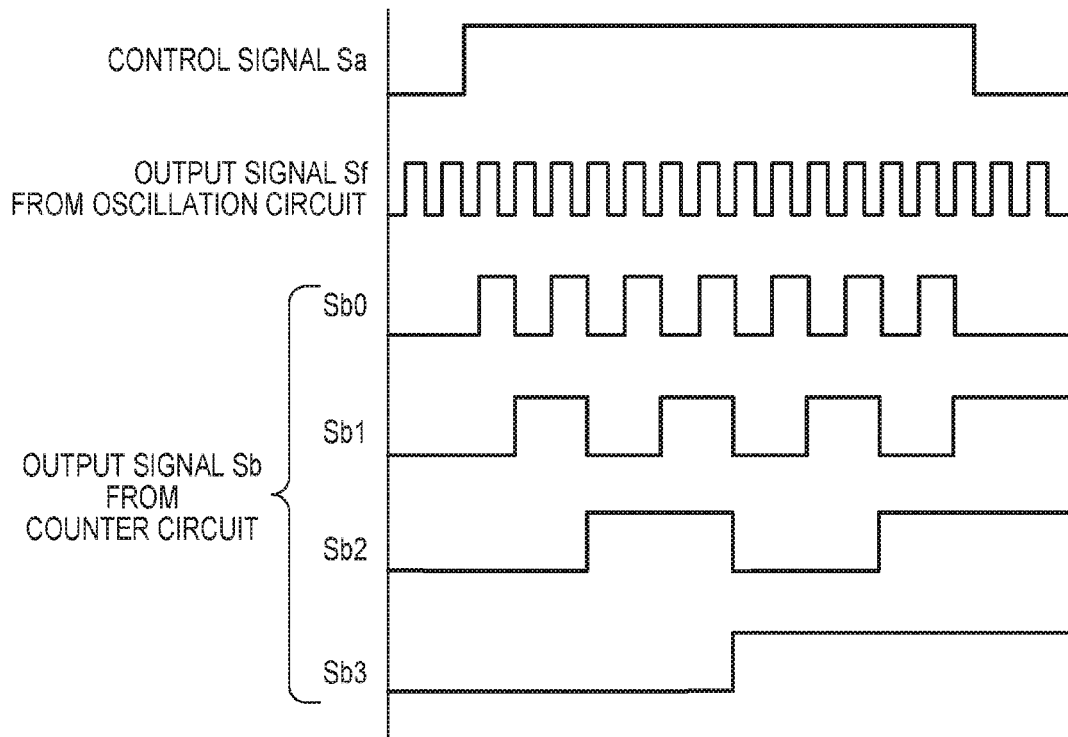 CONTROL SIGNAL Sa
OUTPUT SIGNAL Sf
FROM OSCILLATION CIRCUIT
Sb0
Sb1
OUTPUT SIGNAL Sb
FROM
COUNTER CIRCUIT
Sb2
Sb3